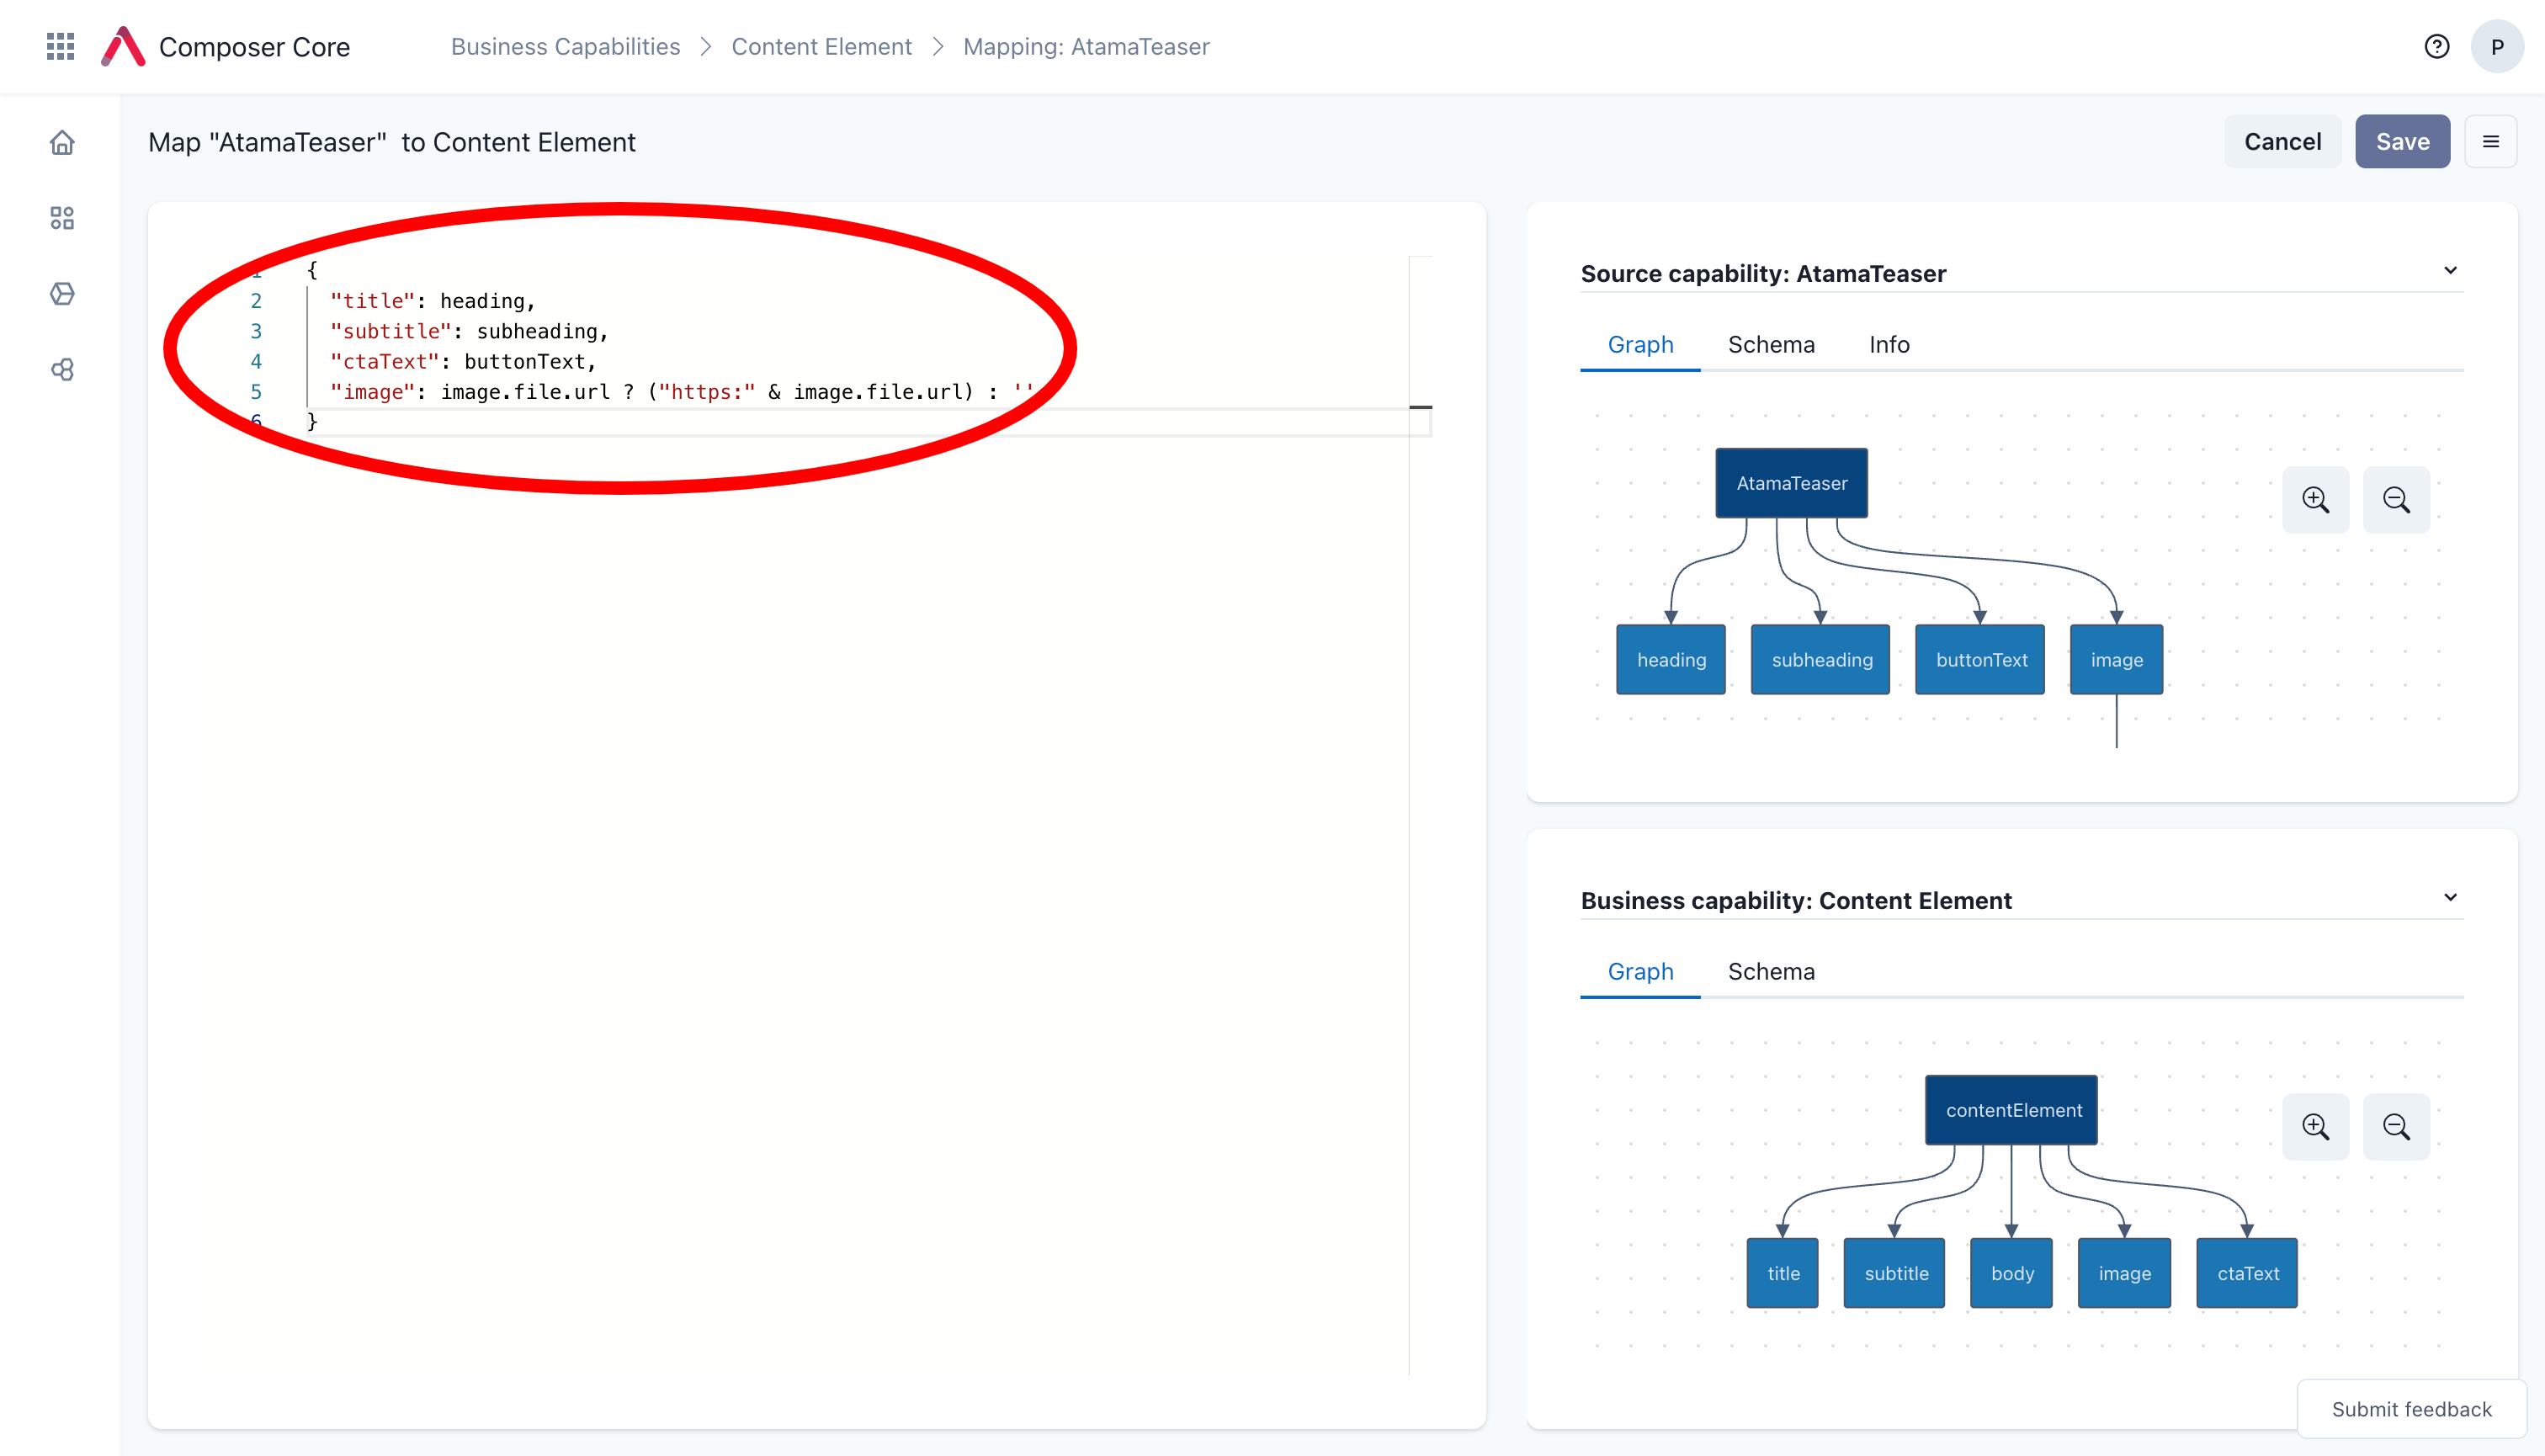 Composer Core
Business Capabilities > Content Element > Mapping: AtamaTeaser
P
Map "AtamaTeaser" to Content Element
Cancel
Save
1 {
2 "title": heading,
3 "subtitle": subheading,
4 "ctaText": buttonText,
5 "image": image.file.url ? ("https:" & image.file.url) : ''
6 }
Source capability: AtamaTeaser
Graph Schema Info
AtamaTeaser
heading subheading buttonText image
Business capability: Content Element
Graph Schema
contentElement
title subtitle body image ctaText
Submit feedback